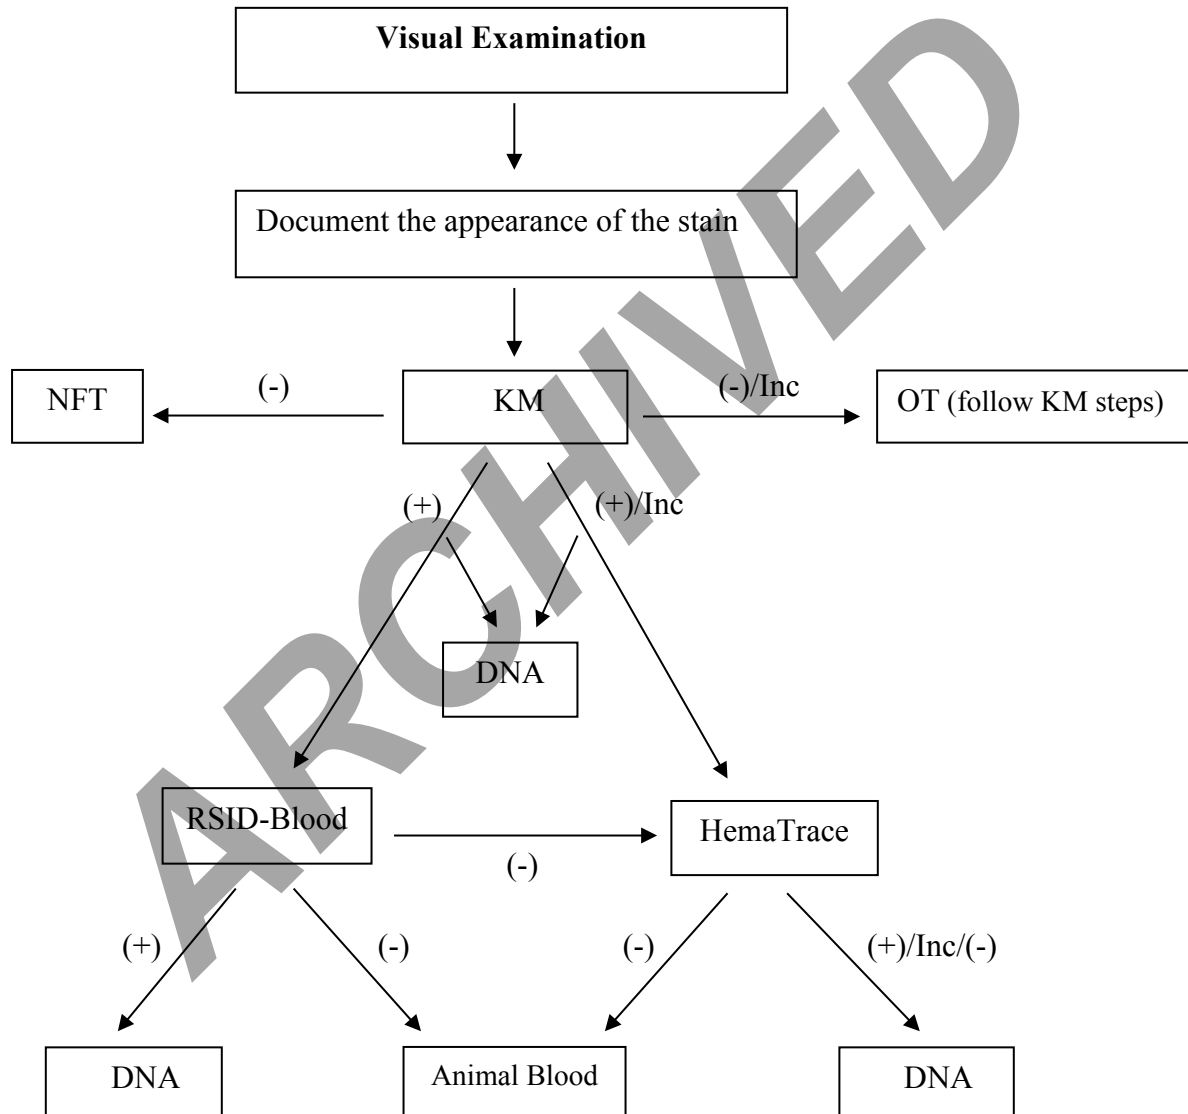 Visual Examination
Document the appearance of the stain
NFT
(-)
KM
(-)/Inc
OT (follow KM steps)
(+)
(+)/Inc
DNA
RSID-Blood
(-)
HemaTrace
(+)
(-)
(-)
(+)/Inc/(-)
DNA
Animal Blood
DNA
ARCHIVED